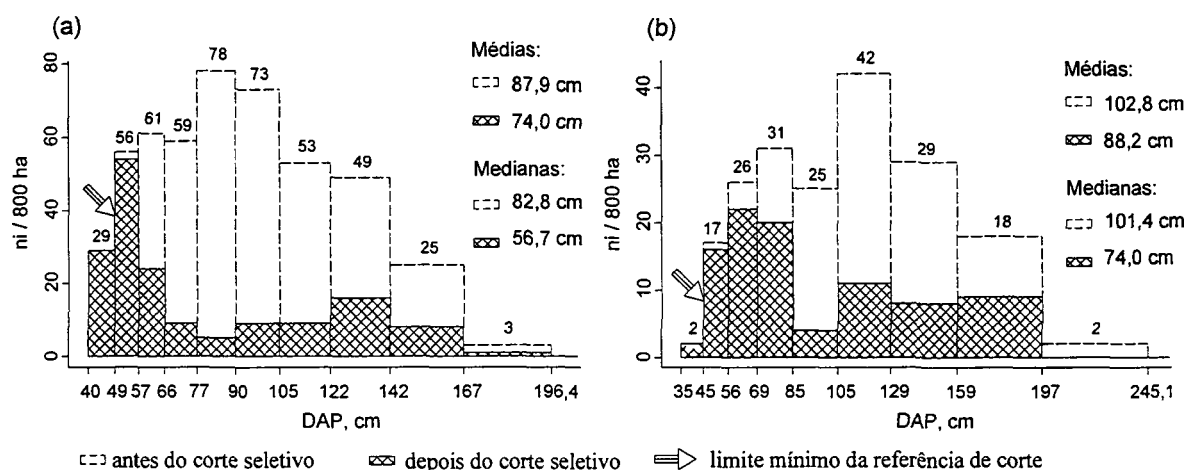 (a)
ni / 800 ha
80
60
40
20
0
29
56
61
59
78
73
53
49
25
3
Médias:
87,9 cm
74,0 cm
Medianas:
82,8 cm
56,7 cm
40 49 57 66 77 90 105 122 142 167 196,4
DAP, cm
(b)
ni / 800 ha
40
30
20
10
0
2
17
26
31
25
42
29
18
2
Médias:
102,8 cm
88,2 cm
Medianas:
101,4 cm
74,0 cm
35 45 56 69 85 105 129 159 197 245,1
DAP, cm
antes do corte seletivo depois do corte seletivo limite mínimo da referência de corte